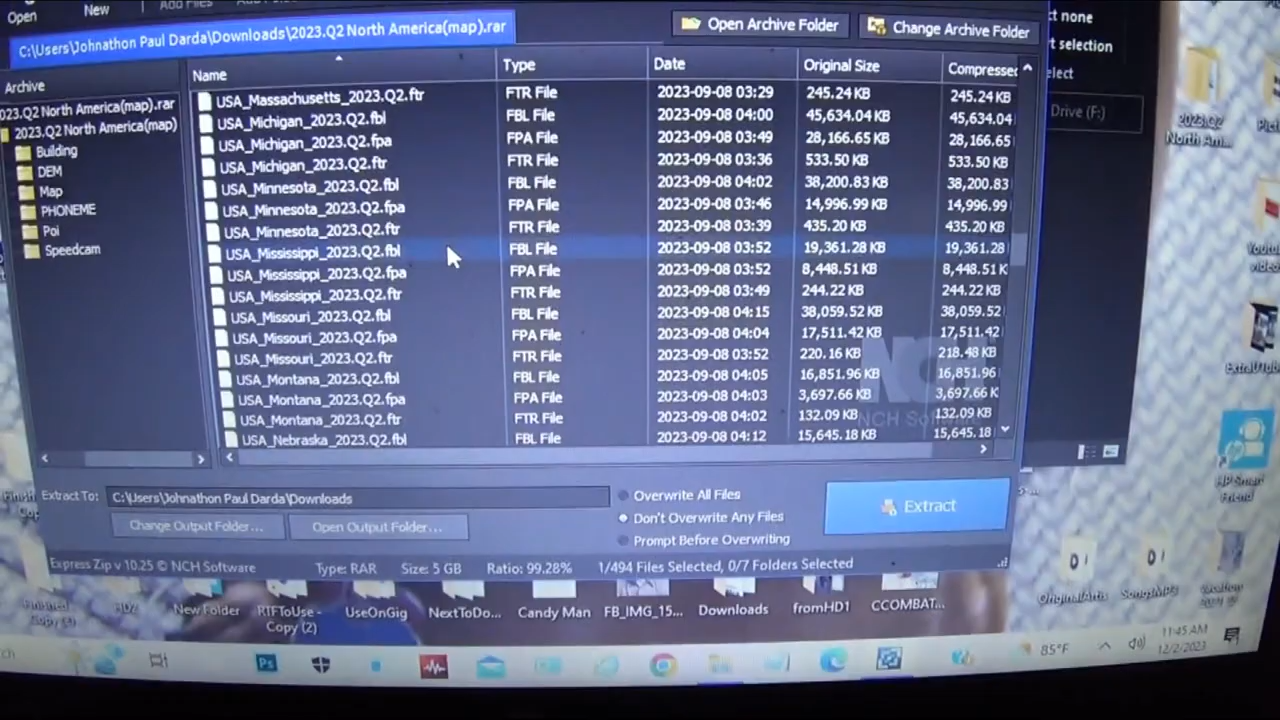 Open
New
Add Files
C:\Users\Johnathon Paul Darda\Downloads\2023.Q2 North America(map).rar
Open Archive Folder
Change Archive Folder
ct none
rt selection
elect
Drive (F:)
Archive
Name
Type
Date
Original Size
Compressed
023.Q2 North America(map).rar
2023.Q2 North America(map)
Building
DEM
Map
PHONEME
Poi
Speedcam
USA_Massachusetts_2023.Q2.ftr FTR File 2023-09-08 03:29 245.24 KB 245.24 KB
USA_Michigan_2023.Q2.fbl FBL File 2023-09-08 04:00 45,634.04 KB 45,634.04
USA_Michigan_2023.Q2.fpa FPA File 2023-09-08 03:49 28,166.65 KB 28,166.65
USA_Michigan_2023.Q2.ftr FTR File 2023-09-08 03:36 533.50 KB 533.50 KB
USA_Minnesota_2023.Q2.fbl FBL File 2023-09-08 04:02 38,200.83 KB 38,200.83
USA_Minnesota_2023.Q2.fpa FPA File 2023-09-08 03:46 14,996.99 KB 14,996.99
USA_Minnesota_2023.Q2.ftr FTR File 2023-09-08 03:39 435.20 KB 435.20 KB
USA_Mississippi_2023.Q2.fbl FBL File 2023-09-08 03:52 19,361.28 KB 19,361.28
USA_Mississippi_2023.Q2.fpa FPA File 2023-09-08 03:52 8,448.51 KB 8,448.51 K
USA_Mississippi_2023.Q2.ftr FTR File 2023-09-08 03:49 244.22 KB 244.22 KB
USA_Missouri_2023.Q2.fbl FBL File 2023-09-08 04:15 38,059.52 KB 38,059.52
USA_Missouri_2023.Q2.fpa FPA File 2023-09-08 04:04 17,511.42 KB 17,511.42
USA_Missouri_2023.Q2.ftr FTR File 2023-09-08 03:52 220.16 KB 218.48 KB
USA_Montana_2023.Q2.fbl FBL File 2023-09-08 04:05 16,851.96 KB 16,851.96
USA_Montana_2023.Q2.fpa FPA File 2023-09-08 04:03 3,697.66 KB 3,697.66 K
USA_Montana_2023.Q2.ftr FTR File 2023-09-08 04:02 132.09 KB 132.09 KB
USA_Nebraska_2023.Q2.fbl FBL File 2023-09-08 04:12 15,645.18 KB 15,645.18
NCH
NCH Software
Extract To:
C:\Users\Johnathon Paul Darda\Downloads
Change Output Folder...
Open Output Folder...
Overwrite All Files
Don't Overwrite Any Files
Prompt Before Overwriting
Extract
Express Zip v 10.25 © NCH Software
Type: RAR
Size: 5 GB
Ratio: 99.28%
1/494 Files Selected, 0/7 Folders Selected
2023.Q2
North Am...
HP Smart
Friend
New Folder
RTFToUse -
Copy (2)
UseOnGig
NextToDo...
Candy Man
FB_IMG_15...
Downloads
fromHD1
CCOMBAT...
OriginalArtis
SongsMP3
Ps
85°F
11:45 AM
12/2/2023